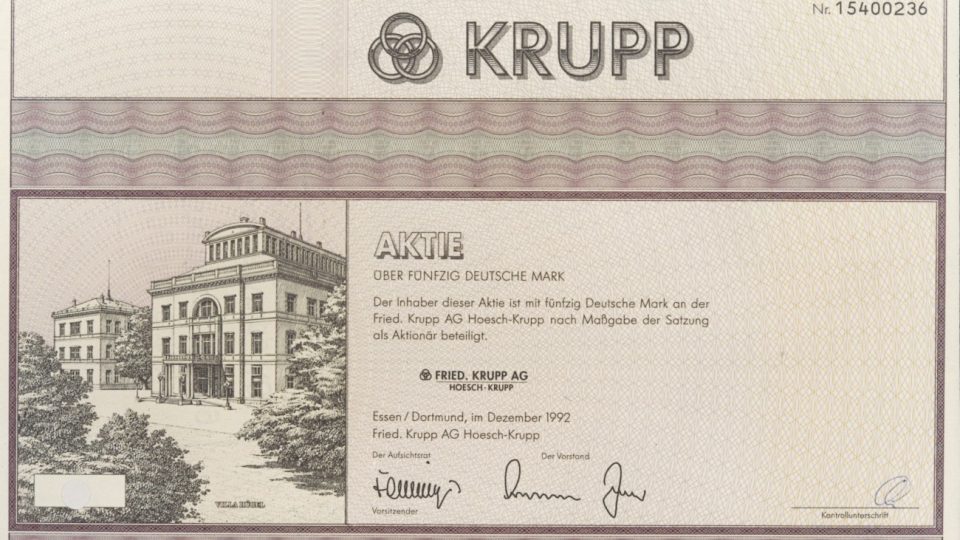 Nr. 15400236
KRUPP
AKTIE
ÜBER FÜNFZIG DEUTSCHE MARK
Der Inhaber dieser Aktie ist mit fünfzig Deutsche Mark an der
Fried. Krupp AG Hoesch-Krupp nach Maßgabe der Satzung
als Aktionär beteiligt.
FRIED. KRUPP AG
HOESCH-KRUPP
Essen/Dortmund, im Dezember 1992
Fried. Krupp AG Hoesch-Krupp
Der Aufsichtsrat Der Vorstand
Vorsitzender
Kontrollunterschrift
VILLA HÜGEL